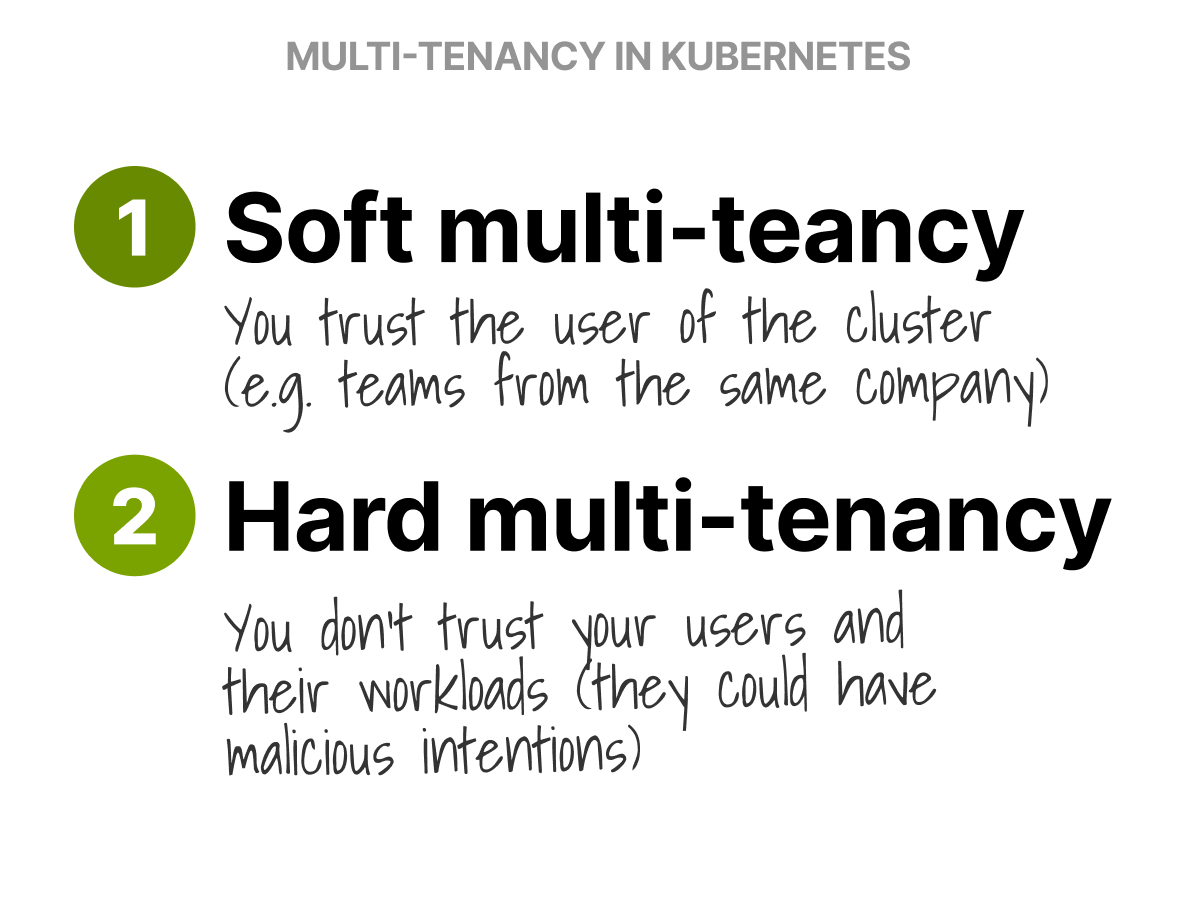 MULTI-TENANCY IN KUBERNETES
1 Soft multi-teancy
You trust the user of the cluster
(e.g. teams from the same company)
2 Hard multi-tenancy
You don't trust your users and
their workloads (they could have
malicious intentions)